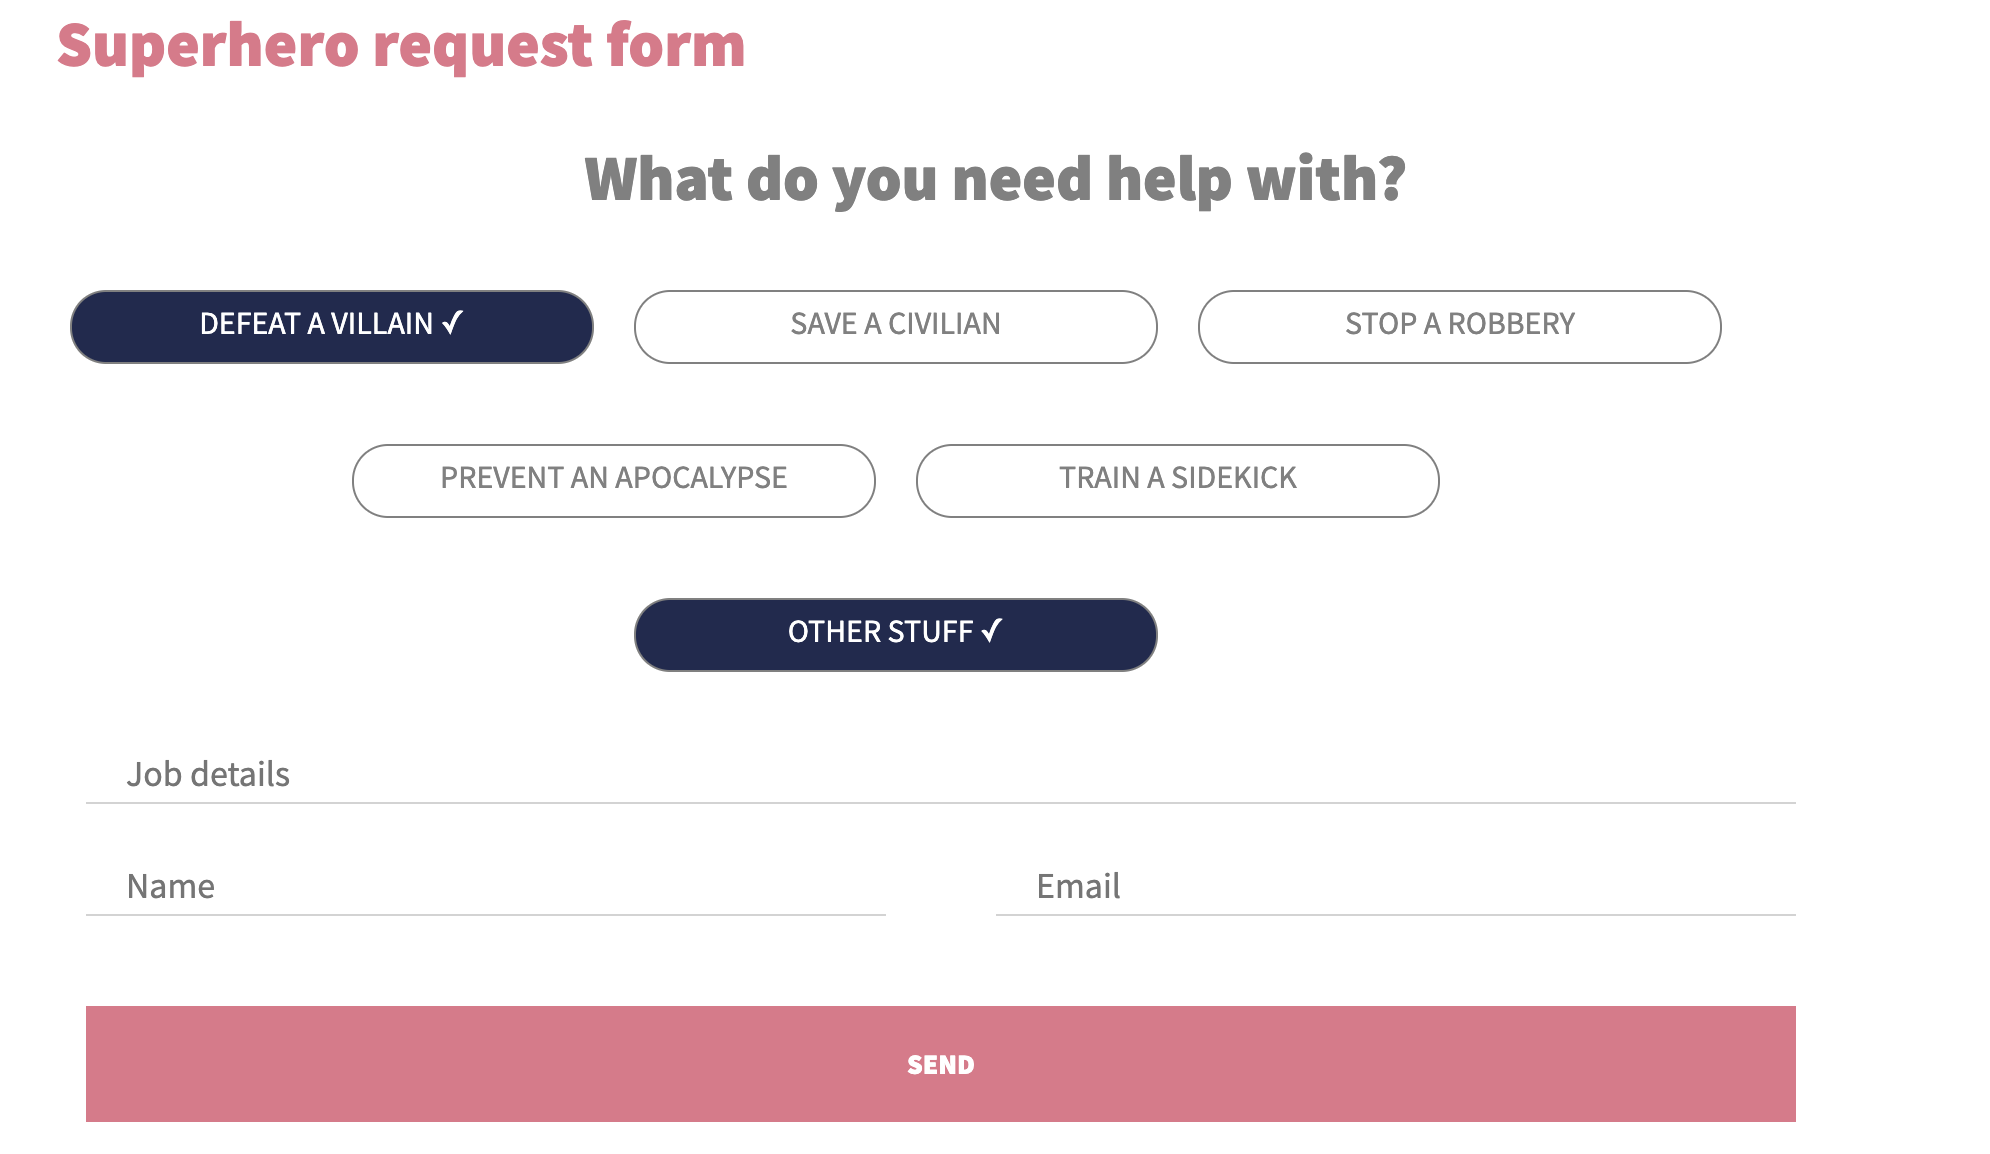 Superhero request form
What do you need help with?
DEFEAT A VILLAIN ✓
SAVE A CIVILIAN
STOP A ROBBERY
PREVENT AN APOCALYPSE
TRAIN A SIDEKICK
OTHER STUFF ✓
Job details
Name
Email
SEND